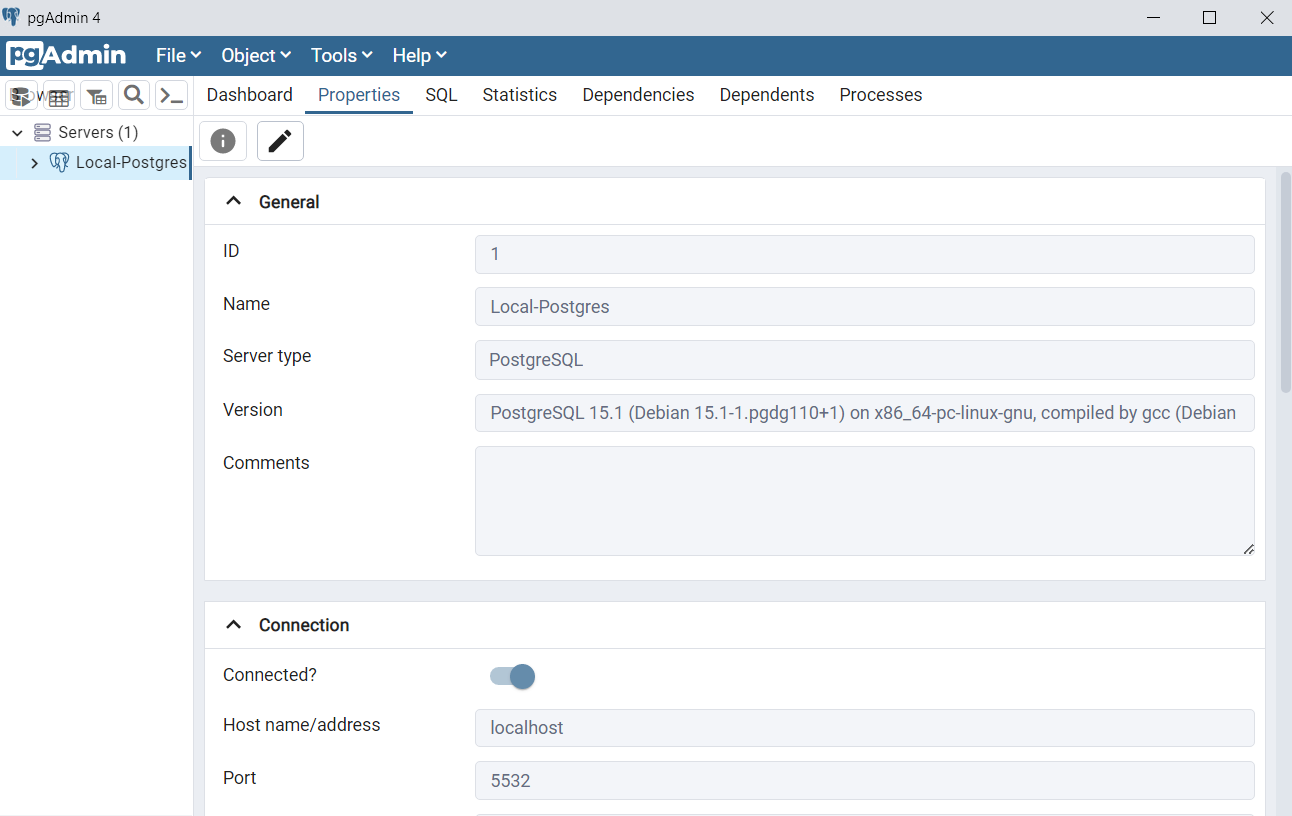 pgAdmin 4
pgAdmin File Object Tools Help
Dashboard Properties SQL Statistics Dependencies Dependents Processes
Servers (1)
Local-Postgres
General
ID 1
Name Local-Postgres
Server type PostgreSQL
Version PostgreSQL 15.1 (Debian 15.1-1.pgdg110+1) on x86_64-pc-linux-gnu, compiled by gcc (Debian
Comments
Connection
Connected?
Host name/address localhost
Port 5532